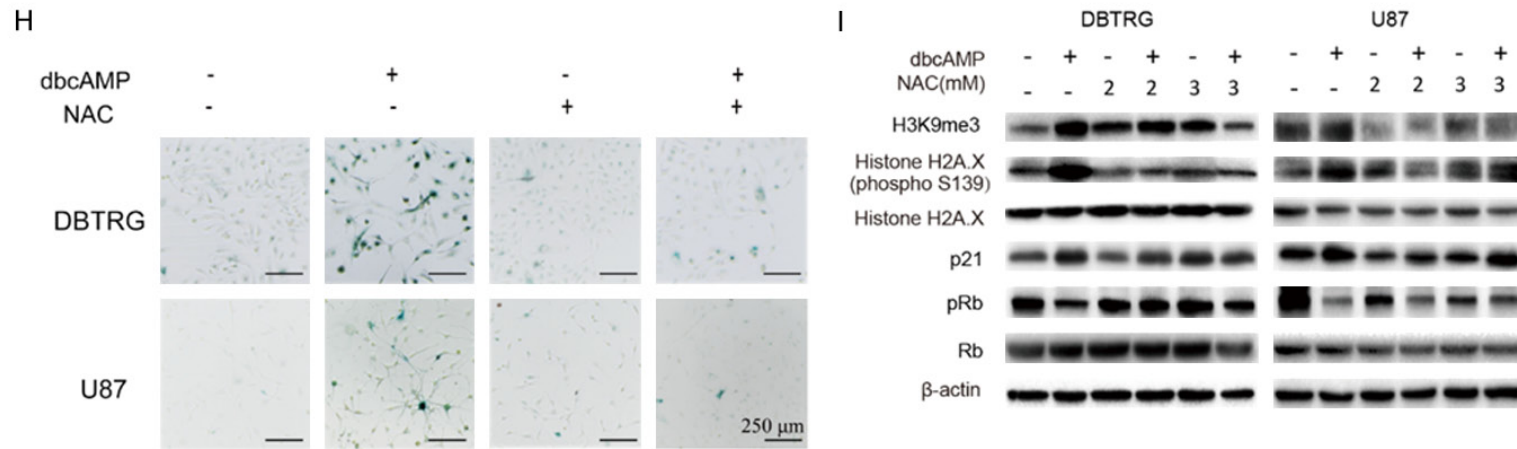 H
dbcAMP - + - +
NAC - - + +
DBTRG
U87
250 μm
I
DBTRG U87
dbcAMP - + - + - + - + - + - +
NAC(mM) - - 2 2 3 3 - - 2 2 3 3
H3K9me3
Histone H2A.X
(phospho S139)
Histone H2A.X
p21
pRb
Rb
β-actin